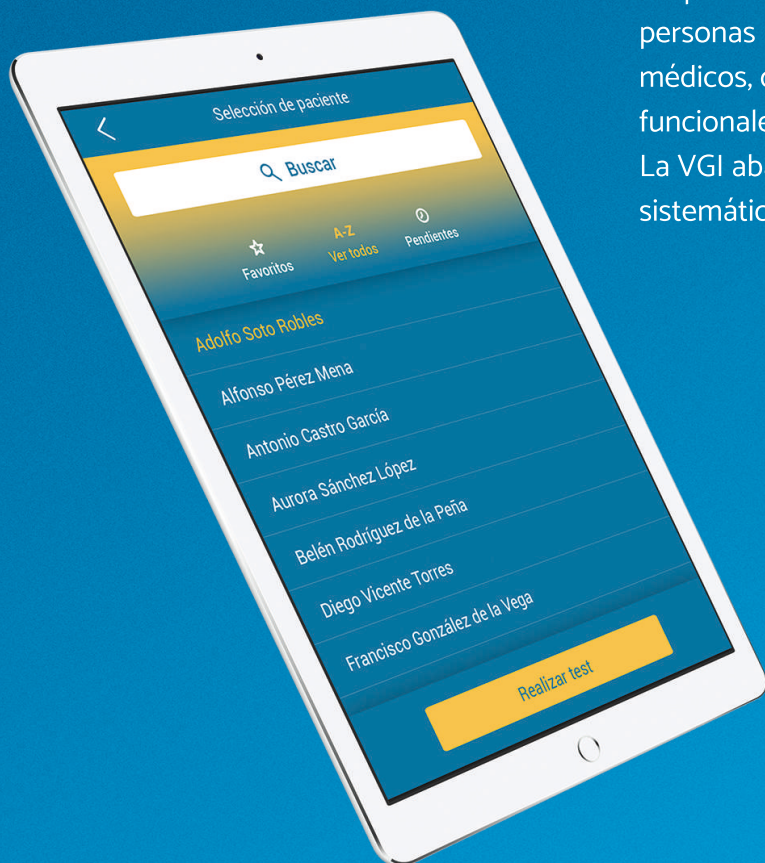 Selección de paciente
Buscar
Favoritos
A-Z
Ver todos
Pendientes
Adolfo Soto Robles
Alfonso Pérez Mena
Antonio Castro García
Aurora Sánchez López
Belén Rodríguez de la Peña
Diego Vicente Torres
Francisco González de la Vega
Realizar test
personas
médicos,
funcionale
La VGI ab
sistemátic